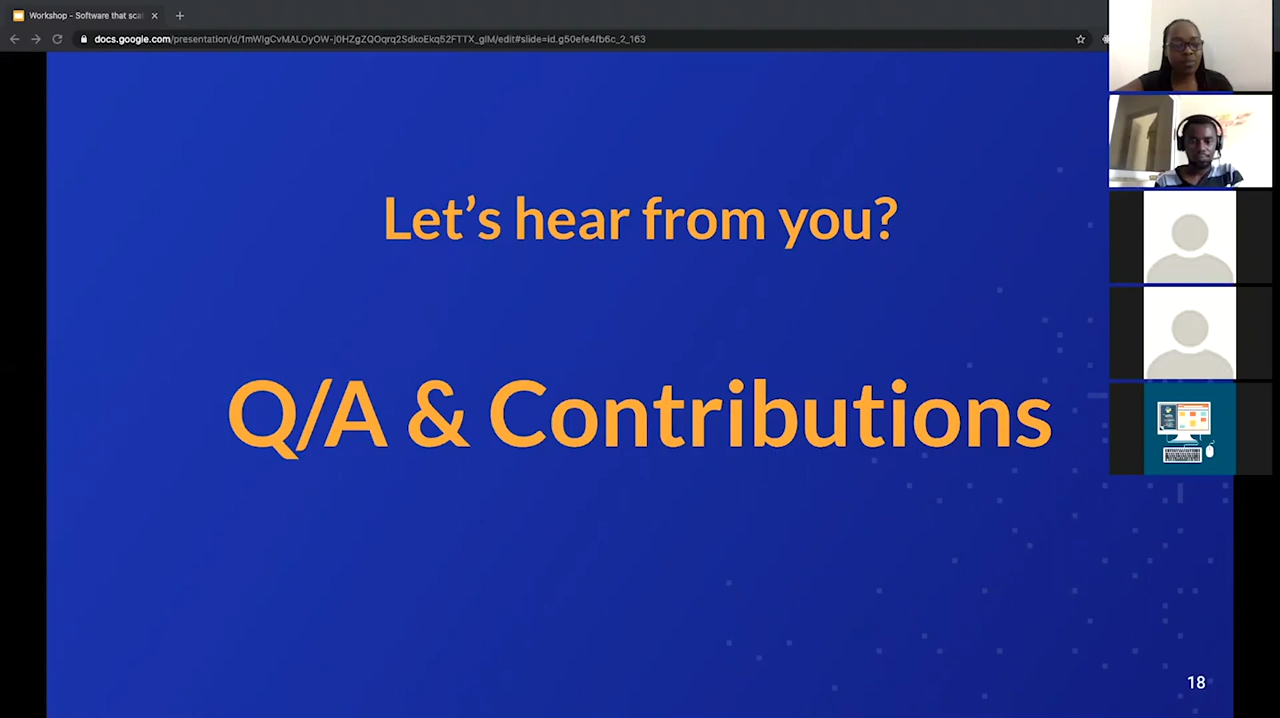 Workshop - Software that sca
docs.google.com/presentation/d/1mWIgCvMALOyOW-j0HZgZQOqrq2SdkoEkq52FTTX_glM/edit#slide=id.g50efe4fb6c_2_163
Let's hear from you?
Q/A & Contributions
18